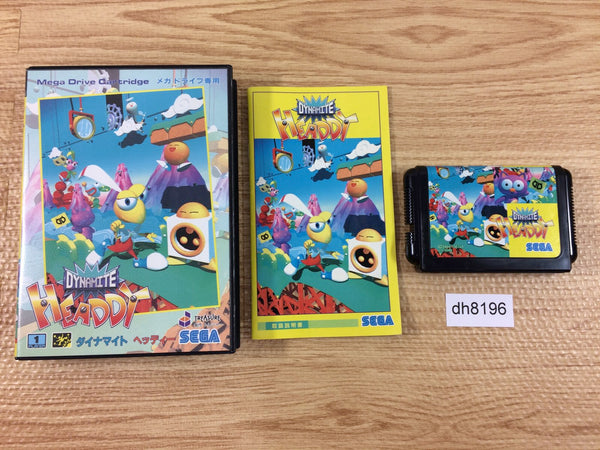 Mega Drive Cartridge メガドライブ専用
DYNAMITE
HEADDY
TREASURE
1
PLAYER
ダイナマイト ヘッディー
SEGA
DYNAMITE
HEADDY
取扱説明書
SEGA
DYNAMITE
HEADDY
SEGA
dh8196